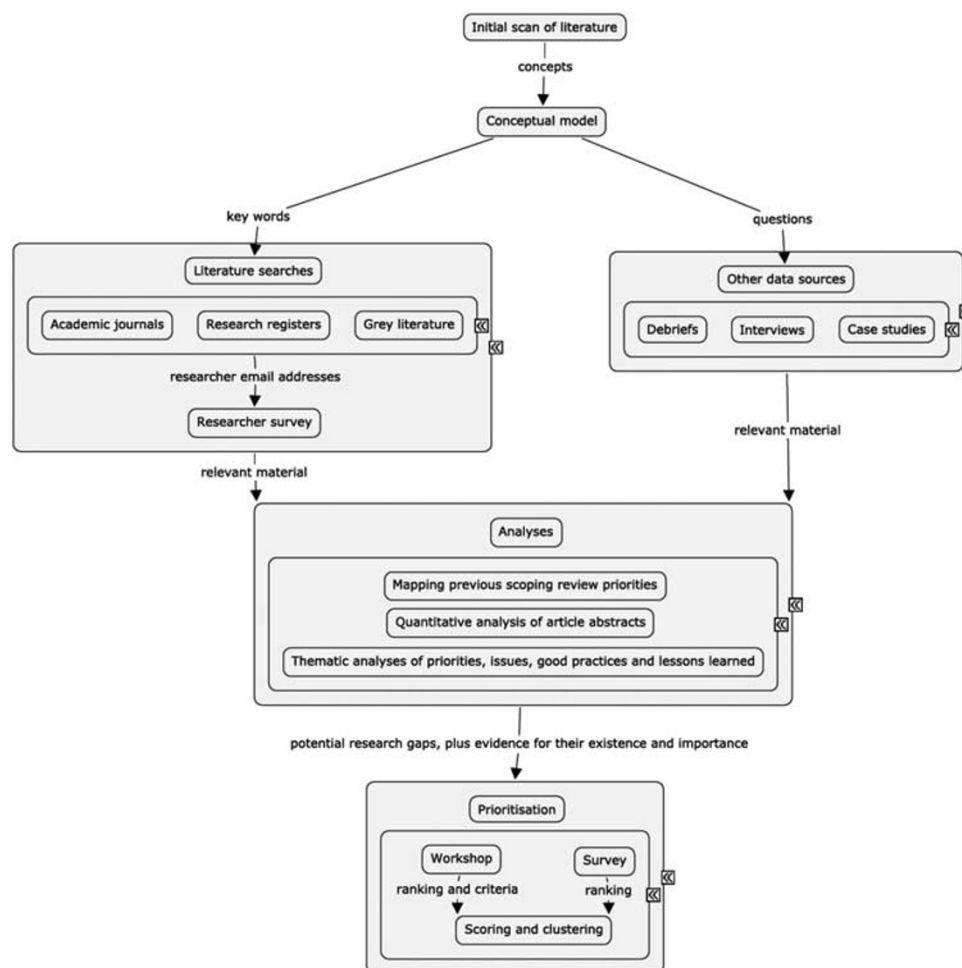 Initial scan of literature
concepts
Conceptual model
key words
questions
Literature searches
Academic journals
Research registers
Grey literature
researcher email addresses
Researcher survey
Other data sources
Debriefs
Interviews
Case studies
relevant material
relevant material
Analyses
Mapping previous scoping review priorities
Quantitative analysis of article abstracts
Thematic analyses of priorities, issues, good practices and lessons learned
potential research gaps, plus evidence for their existence and importance
Prioritisation
Workshop
Survey
ranking and criteria
ranking
Scoring and clustering